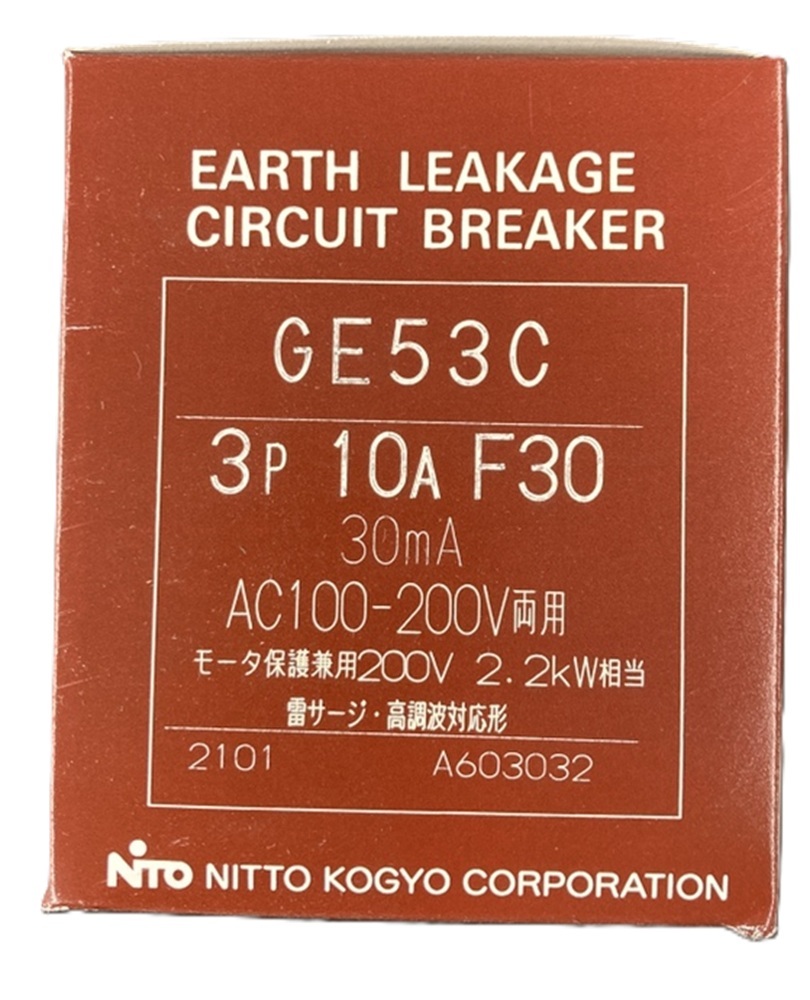 EARTH LEAKAGE
CIRCUIT BREAKER
GE53C
3P 10A F30
30mA
AC100-200V両用
モータ保護兼用200V 2.2kW相当
雷サージ・高調波対応形
2101 A603032
NiTO NITTO KOGYO CORPORATION